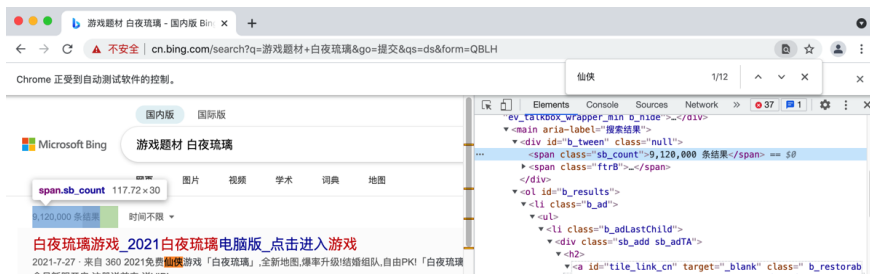 游戏题材 白夜琉璃 - 国内版 Bin
不安全 | cn.bing.com/search?q=游戏题材+白夜琉璃&go=提交&qs=ds&form=QBLH
Chrome 正受到自动测试软件的控制。
仙侠 1/12
国内版 国际版
Microsoft Bing
游戏题材 白夜琉璃
图片 视频 学术 词典 地图
span.sb_count 117.72 × 30
9,120,000 条结果 时间不限
白夜琉璃游戏_2021白夜琉璃电脑版_点击进入游戏
2021-7-27 · 来自 360 2021免费仙侠游戏「白夜琉璃」,全新地图,爆率升级!结婚组队,自由PK!「白夜琉璃
Elements Console Sources Network » 37 1
"ev_talkbox_wrapper_min b_hide">…</div>
<main aria-label="搜索结果">
<div id="b_tween" class="null">
··· <span class="sb_count">9,120,000 条结果</span> == $0
<span class="ftrB">…</span>
</div>
<ol id="b_results">
<li class="b_ad">
<ul>
<li class="b_adLastChild">
<div class="sb_add sb_adTA">
<h2>
<a id="tile_link_cn" target="_blank" class="b_restorab